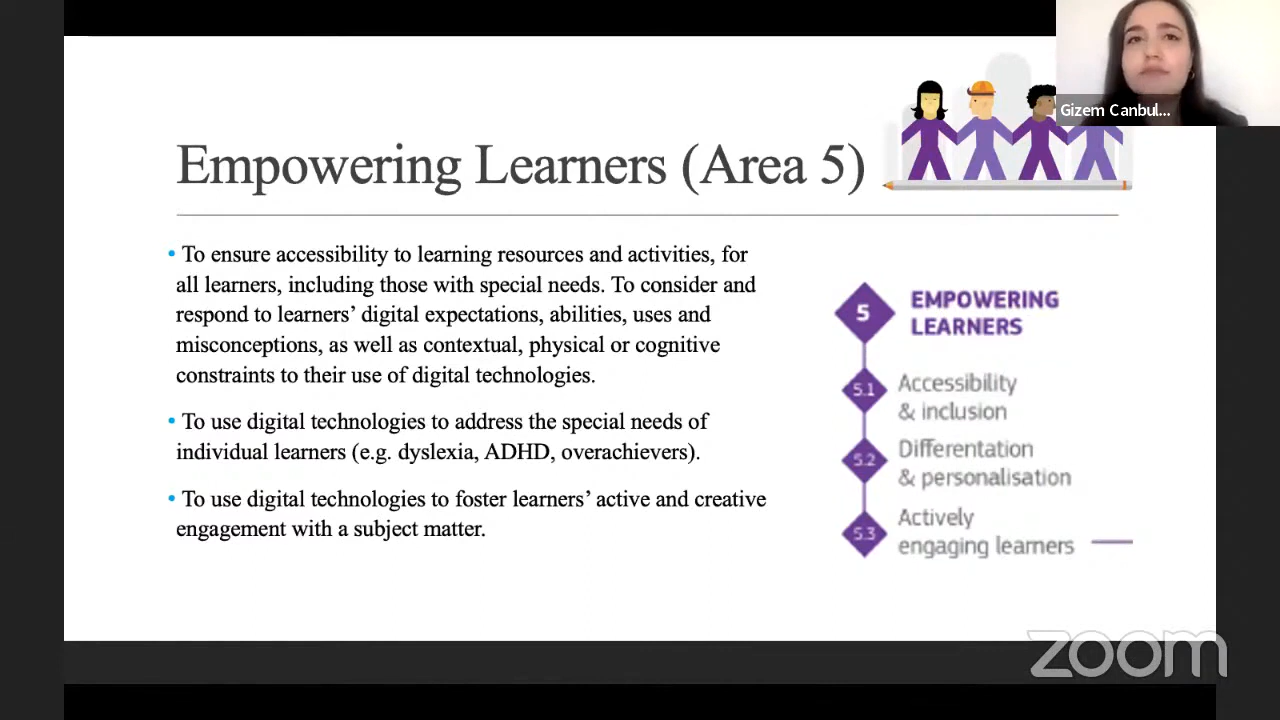 Gizem Canbul...
Empowering Learners (Area 5)
• To ensure accessibility to learning resources and activities, for
all learners, including those with special needs. To consider and
respond to learners’ digital expectations, abilities, uses and
misconceptions, as well as contextual, physical or cognitive
constraints to their use of digital technologies.
• To use digital technologies to address the special needs of
individual learners (e.g. dyslexia, ADHD, overachievers).
• To use digital technologies to foster learners’ active and creative
engagement with a subject matter.
5 EMPOWERING
LEARNERS
5.1 Accessibility
& inclusion
5.2 Differentation
& personalisation
5.3 Actively
engaging learners
zoom